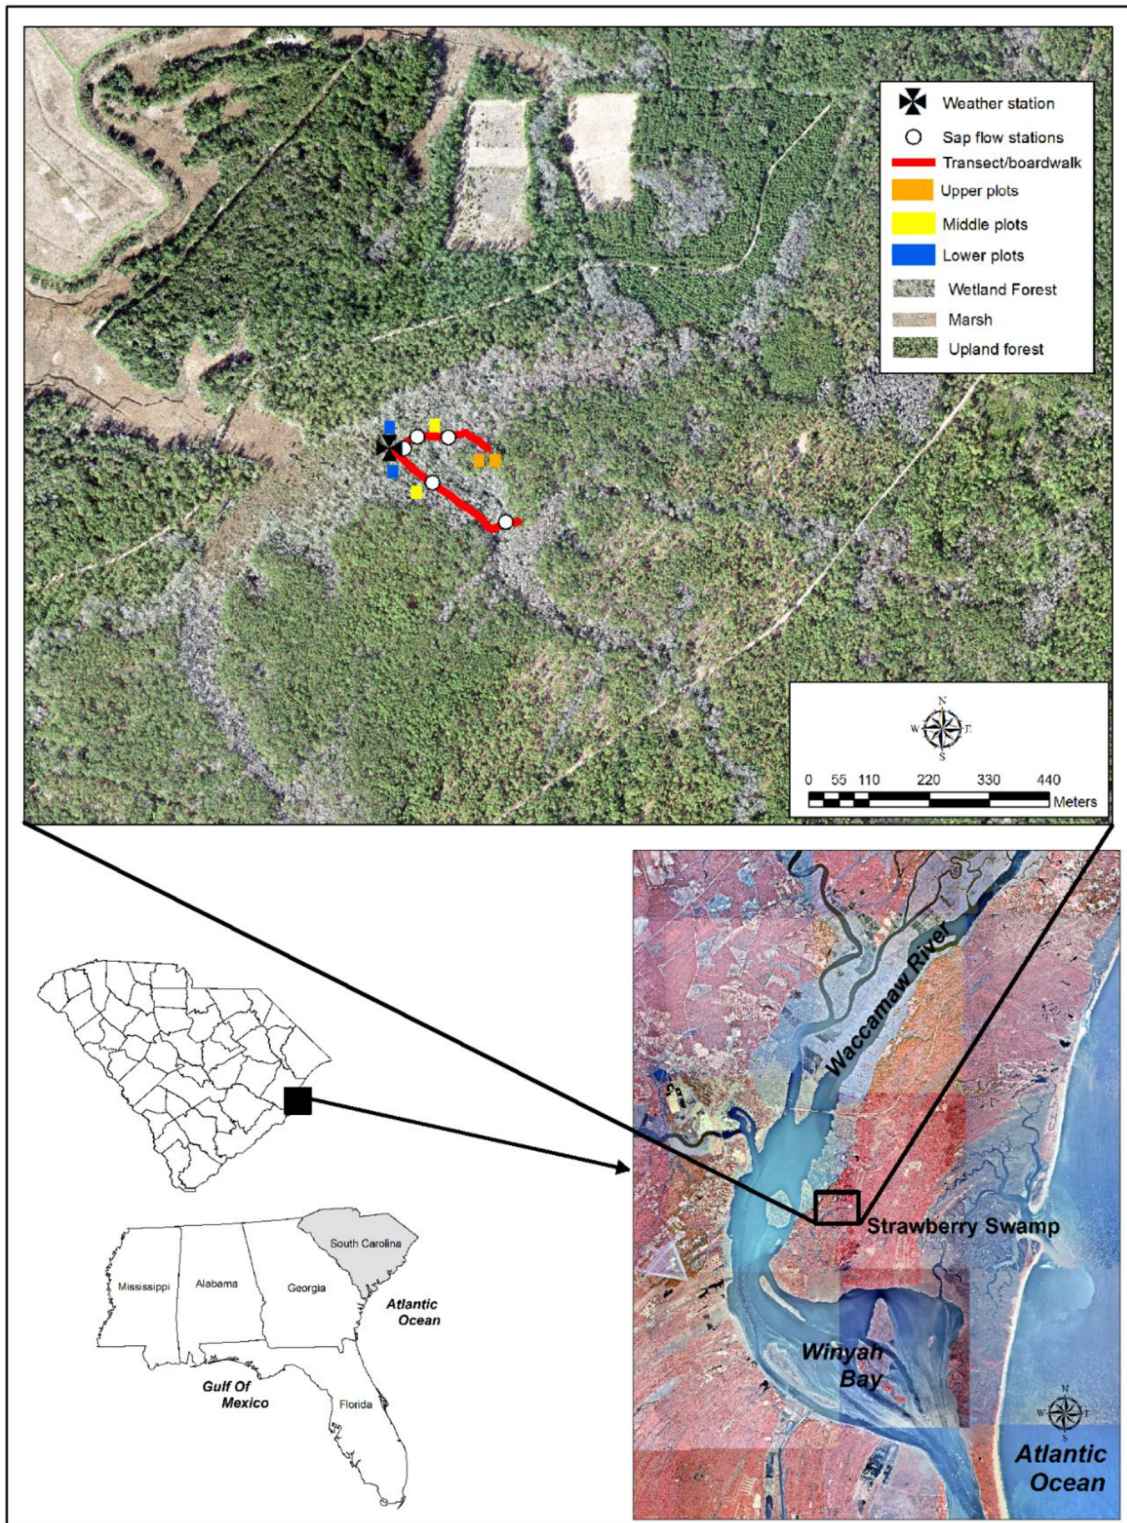 Weather station
Sap flow stations
Transect/boardwalk
Upper plots
Middle plots
Lower plots
Wetland Forest
Marsh
Upland forest
N
W E
S
0 55 110 220 330 440
Meters
Waccamaw River
Strawberry Swamp
Winyah
Bay
N
W E
S
Atlantic
Ocean
South Carolina
Mississippi
Alabama
Georgia
Atlantic
Ocean
Gulf Of
Mexico
Florida